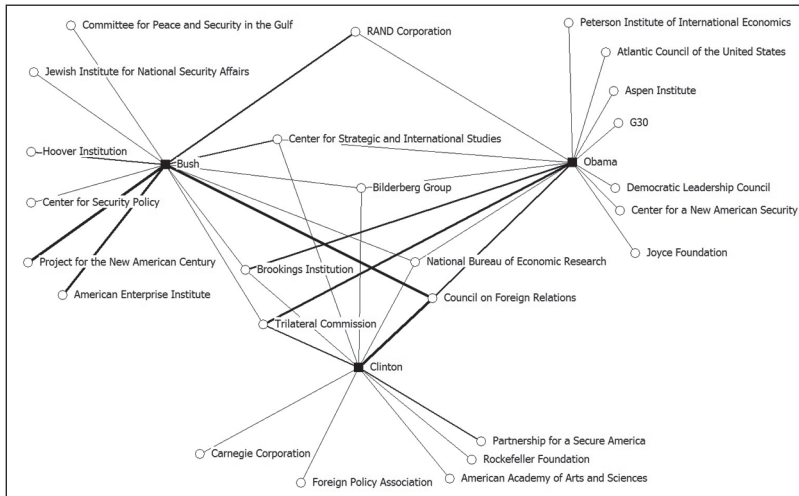 Committee for Peace and Security in the Gulf
RAND Corporation
Peterson Institute of International Economics
Atlantic Council of the United States
Jewish Institute for National Security Affairs
Aspen Institute
G30
Center for Strategic and International Studies
Hoover Institution
Bush
Obama
Bilderberg Group
Democratic Leadership Council
Center for Security Policy
Center for a New American Security
Joyce Foundation
Project for the New American Century
National Bureau of Economic Research
Brookings Institution
American Enterprise Institute
Council on Foreign Relations
Trilateral Commission
Clinton
Partnership for a Secure America
Carnegie Corporation
Rockefeller Foundation
American Academy of Arts and Sciences
Foreign Policy Association